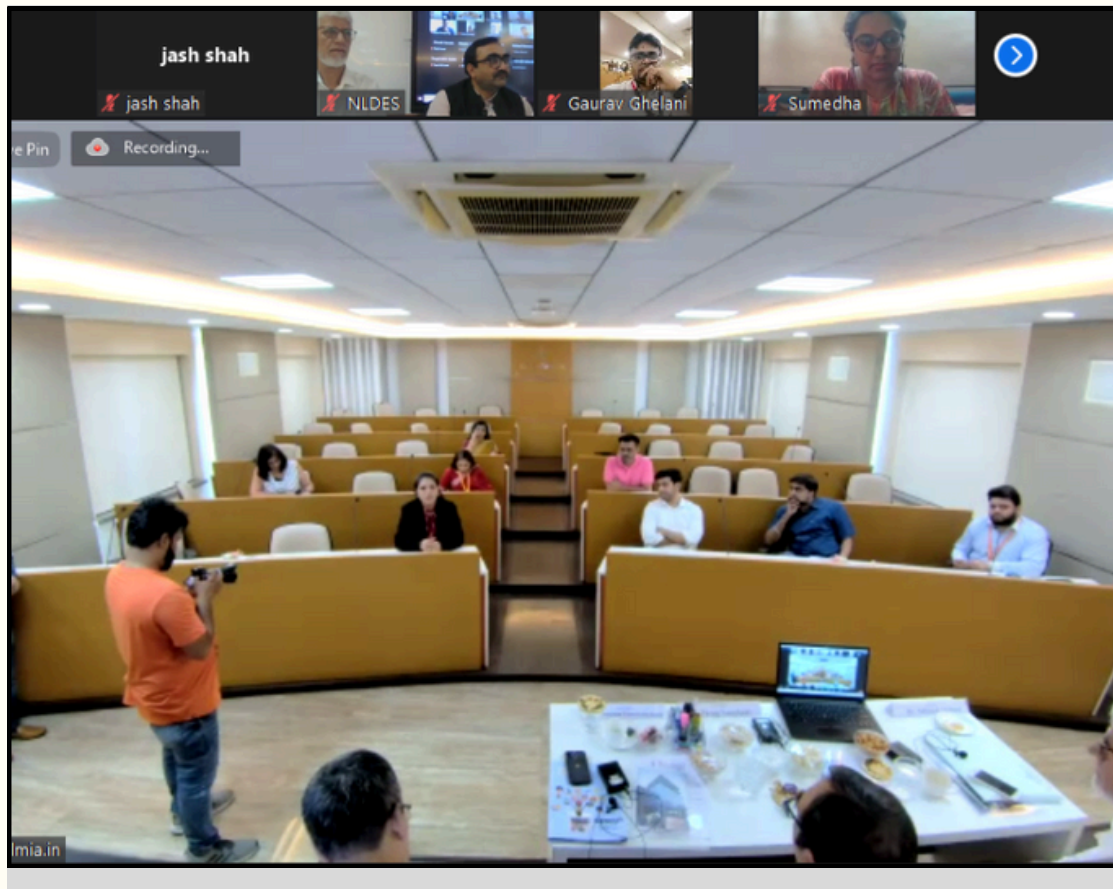 jash shah
jash shah
NLDES
Gaurav Ghelani
Sumedha
e Pin
Recording...
lmia.in